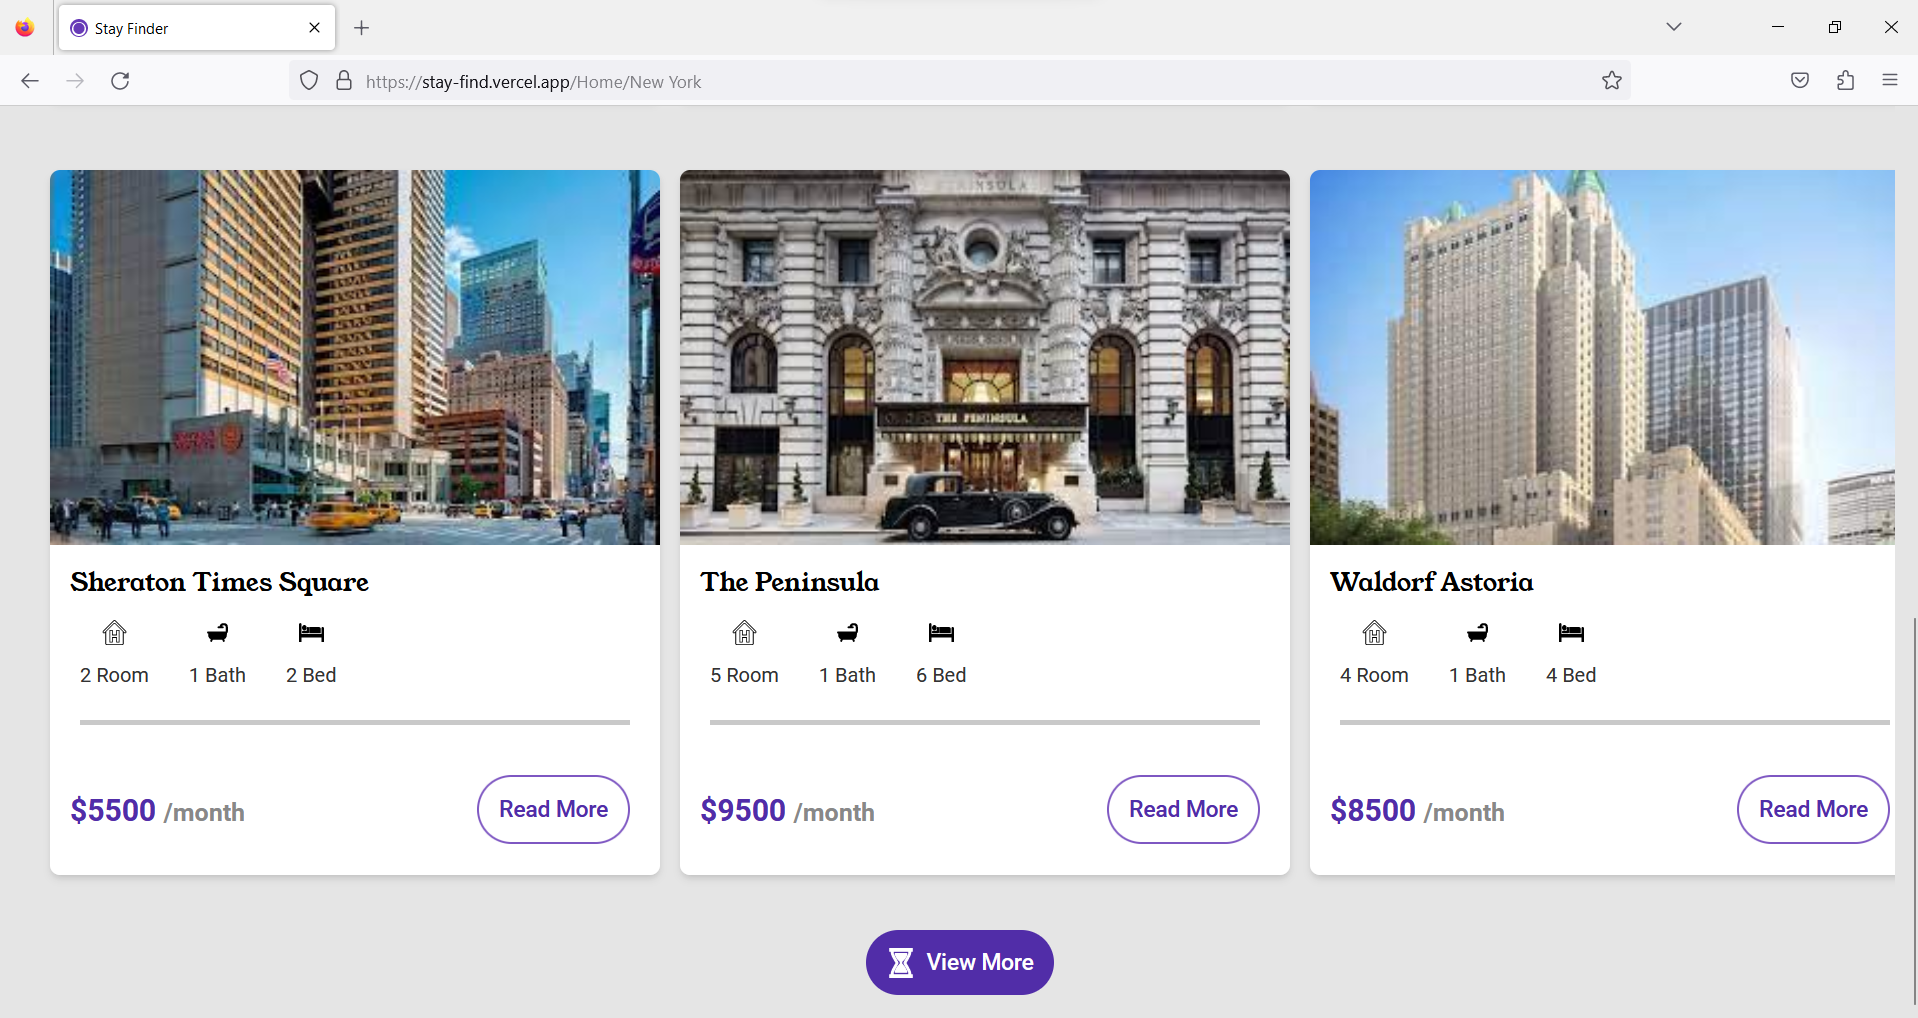 Stay Finder
https://stay-find.vercel.app/Home/New York
PENINSULA
THE PENINSULA
Sheraton Times Square
2 Room 1 Bath 2 Bed
$5500 /month
Read More
The Peninsula
5 Room 1 Bath 6 Bed
$9500 /month
Read More
Waldorf Astoria
4 Room 1 Bath 4 Bed
$8500 /month
Read More
View More